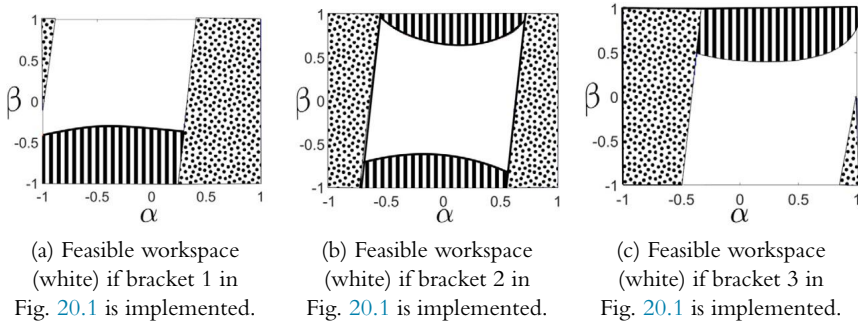 1
0.5
β 0
-0.5
-1
-1 -0.5 0 0.5 1
α
1
0.5
β 0
-0.5
-1
-1 -0.5 0 0.5 1
α
1
0.5
β 0
-0.5
-1
-1 -0.5 0 0.5 1
α
(a) Feasible workspace
(white) if bracket 1 in
Fig. 20.1 is implemented.
(b) Feasible workspace
(white) if bracket 2 in
Fig. 20.1 is implemented.
(c) Feasible workspace
(white) if bracket 3 in
Fig. 20.1 is implemented.